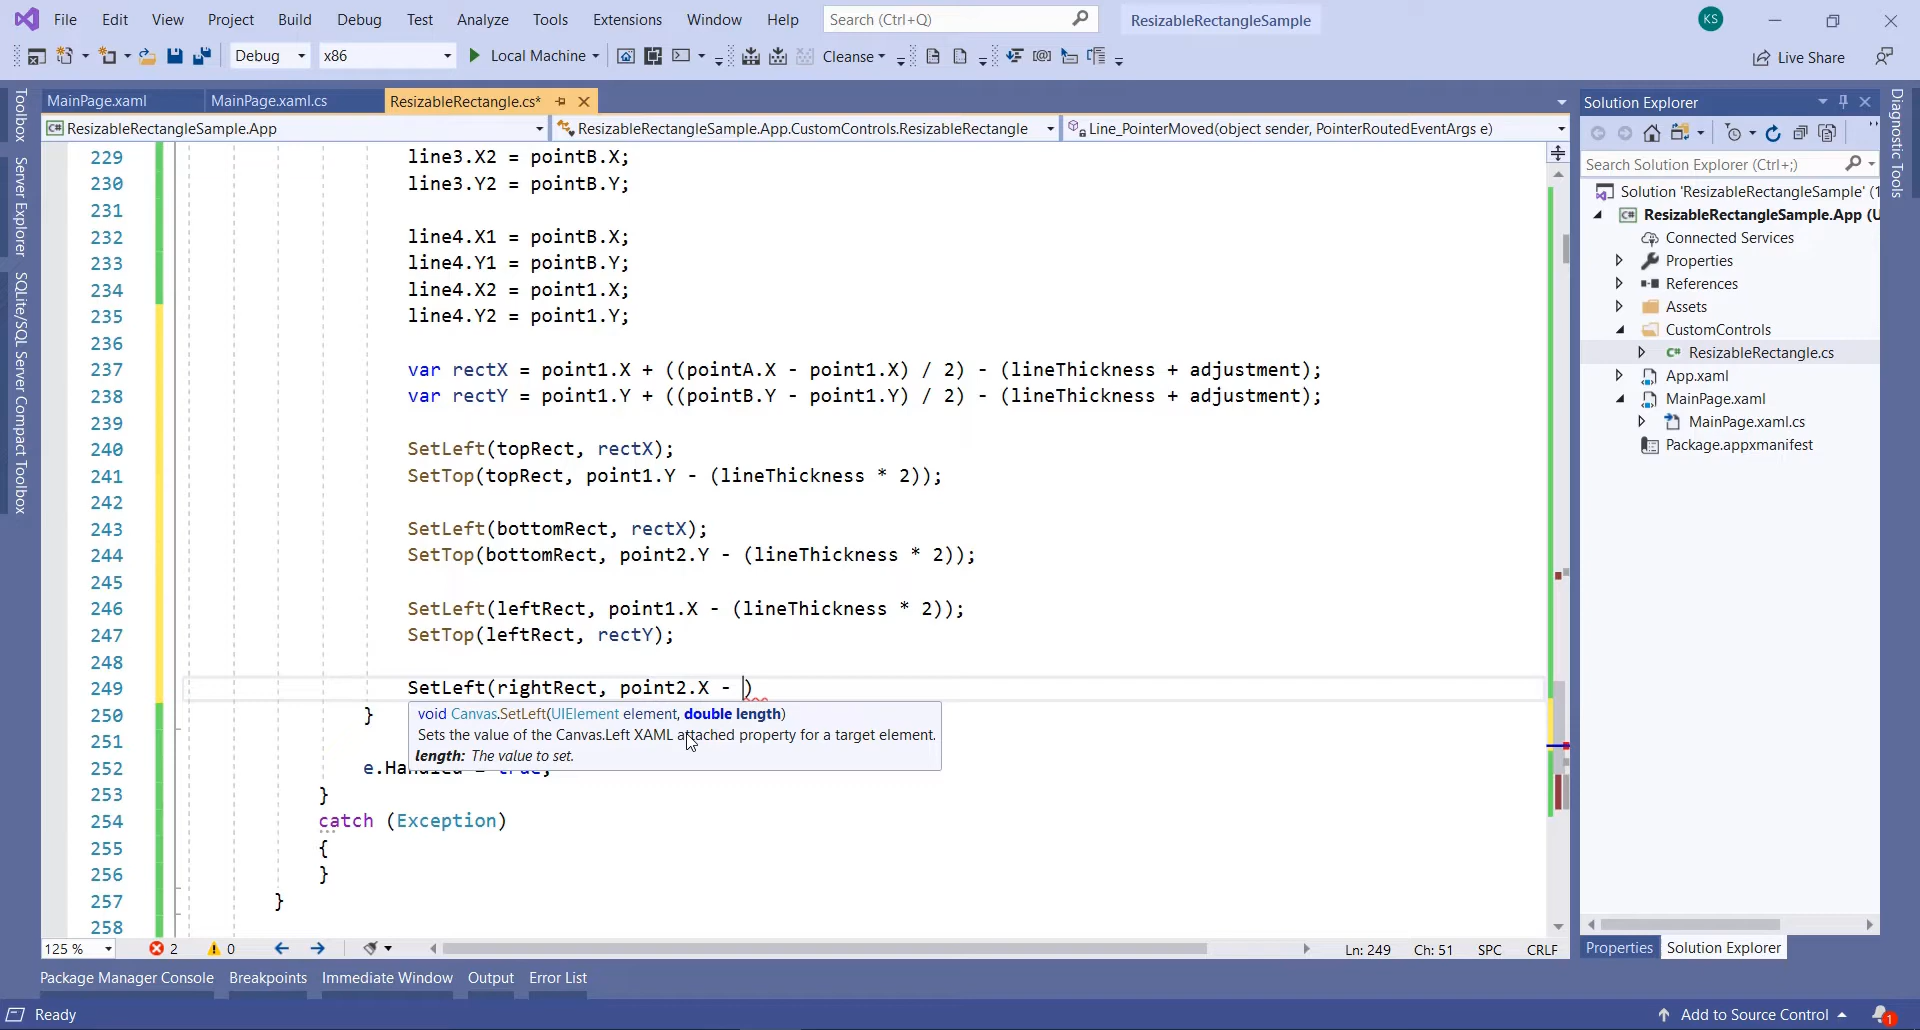 File Edit View Project Build Debug Test Analyze Tools Extensions Window Help Search (Ctrl+Q) ResizableRectangleSample KS
Debug x86 Local Machine Cleanse Live Share
MainPage.xaml MainPage.xaml.cs ResizableRectangle.cs*
ResizableRectangleSample.App ResizableRectangleSample.App.CustomControls.ResizableRectangle Line_PointerMoved(object sender, PointerRoutedEventArgs e)
Toolbox
Server Explorer
SQLite/SQL Server Compact Toolbox
229 line3.X2 = pointB.X;
230 line3.Y2 = pointB.Y;
231
232 line4.X1 = pointB.X;
233 line4.Y1 = pointB.Y;
234 line4.X2 = point1.X;
235 line4.Y2 = point1.Y;
236
237 var rectX = point1.X + ((pointA.X - point1.X) / 2) - (lineThickness + adjustment);
238 var rectY = point1.Y + ((pointB.Y - point1.Y) / 2) - (lineThickness + adjustment);
239
240 SetLeft(topRect, rectX);
241 SetTop(topRect, point1.Y - (lineThickness * 2));
242
243 SetLeft(bottomRect, rectX);
244 SetTop(bottomRect, point2.Y - (lineThickness * 2));
245
246 SetLeft(leftRect, point1.X - (lineThickness * 2));
247 SetTop(leftRect, rectY);
248
249 SetLeft(rightRect, point2.X - )
250 }
void Canvas.SetLeft(UIElement element, double length)
Sets the value of the Canvas.Left XAML attached property for a target element.
length: The value to set.
251
252 e.Handled = true;
253 }
254 catch (Exception)
255 {
256 }
257 }
258
125 % 2 0 Ln: 249 Ch: 51 SPC CRLF
Solution Explorer
Search Solution Explorer (Ctrl+;)
Solution 'ResizableRectangleSample' (1
ResizableRectangleSample.App (U
Connected Services
Properties
References
Assets
CustomControls
ResizableRectangle.cs
App.xaml
MainPage.xaml
MainPage.xaml.cs
Package.appxmanifest
Properties Solution Explorer
Diagnostic Tools
Package Manager Console Breakpoints Immediate Window Output Error List
Ready Add to Source Control 1